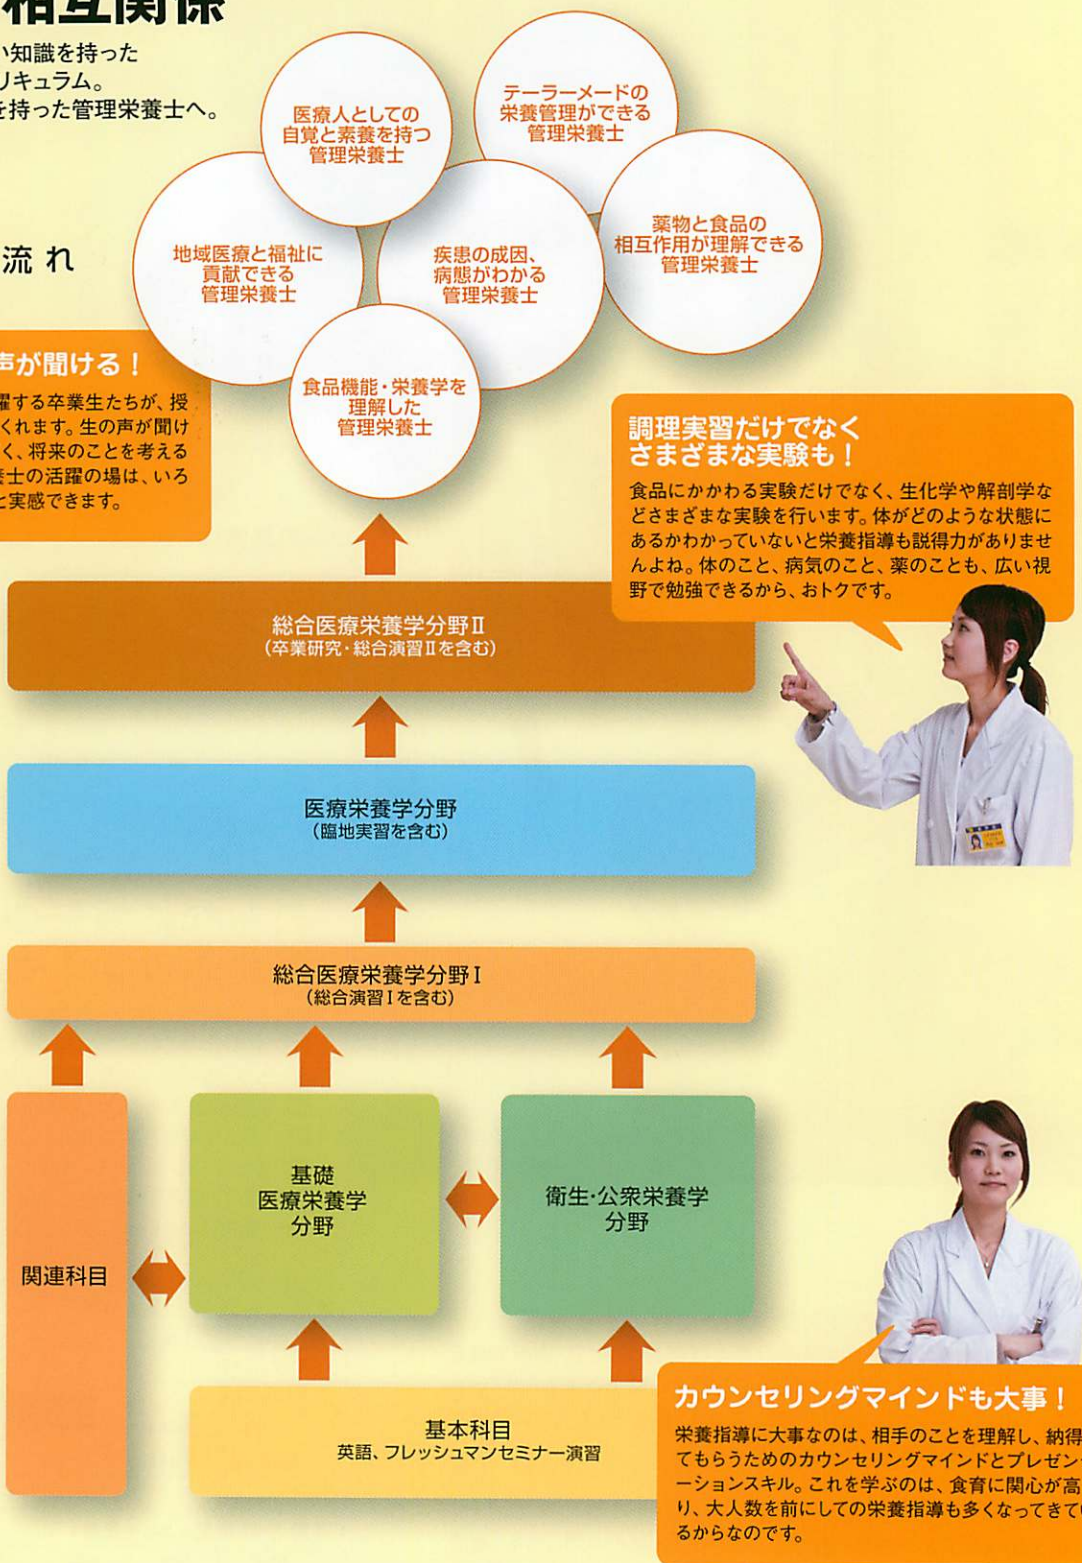 相互関係
い知識を持った
リキュラム。
を持った管理栄養士へ。
流れ
医療人としての
自覚と素養を持つ
管理栄養士
テーラーメードの
栄養管理ができる
管理栄養士
地域医療と福祉に
貢献できる
管理栄養士
疾患の成因、
病態がわかる
管理栄養士
薬物と食品の
相互作用が理解できる
管理栄養士
食品機能・栄養学を
理解した
管理栄養士
声が聞ける！
躍する卒業生たちが、授
くれます。生の声が聞け
く、将来のことを考える
養士の活躍の場は、いろ
と実感できます。
調理実習だけでなく
さまざまな実験も！
食品にかかわる実験だけでなく、生化学や解剖学な
どさまざまな実験を行います。体がどのような状態に
あるかわかっていないと栄養指導も説得力がありませ
んよね。体のこと、病気のこと、薬のことも、広い視
野で勉強できるから、おトクです。
総合医療栄養学分野Ⅱ
（卒業研究・総合演習Ⅱを含む）
医療栄養学分野
（臨地実習を含む）
総合医療栄養学分野Ⅰ
（総合演習Ⅰを含む）
関連科目
基礎
医療栄養学
分野
衛生・公衆栄養学
分野
基本科目
英語、フレッシュマンセミナー演習
カウンセリングマインドも大事！
栄養指導に大事なのは、相手のことを理解し、納得
てもらうためのカウンセリングマインドとプレゼン
ーションスキル。これを学ぶのは、食育に関心が高
り、大人数を前にしての栄養指導も多くなってきてい
るからなのです。